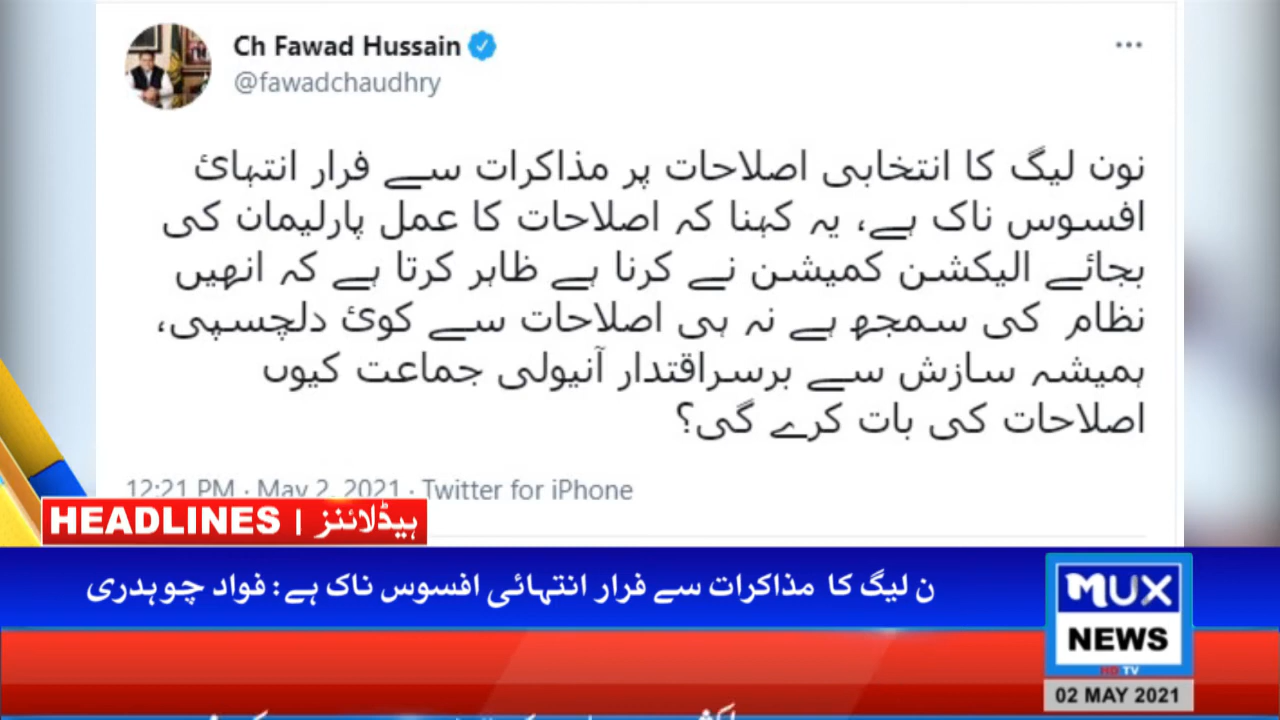 Ch Fawad Hussain
@fawadchaudhry
نون لیگ کا انتخابی اصلاحات پر مذاکرات سے فرار انتہائ
افسوس ناک ہے، یہ کہنا کہ اصلاحات کا عمل پارلیمان کی
بجائے الیکشن کمیشن نے کرنا ہے ظاہر کرتا ہے کہ انھیں
نظام کی سمجھ ہے نہ ہی اصلاحات سے کوئ دلچسپی،
ہمیشہ سازش سے برسراقتدار آنیولی جماعت کیوں
اصلاحات کی بات کرے گی؟
12:21 PM · May 2, 2021 · Twitter for iPhone
HEADLINES | ہیڈلائنز
ن لیگ کا مذاکرات سے فرار انتہائی افسوس ناک ہے: فواد چوہدری
MUX
NEWS
HD TV
02 MAY 2021